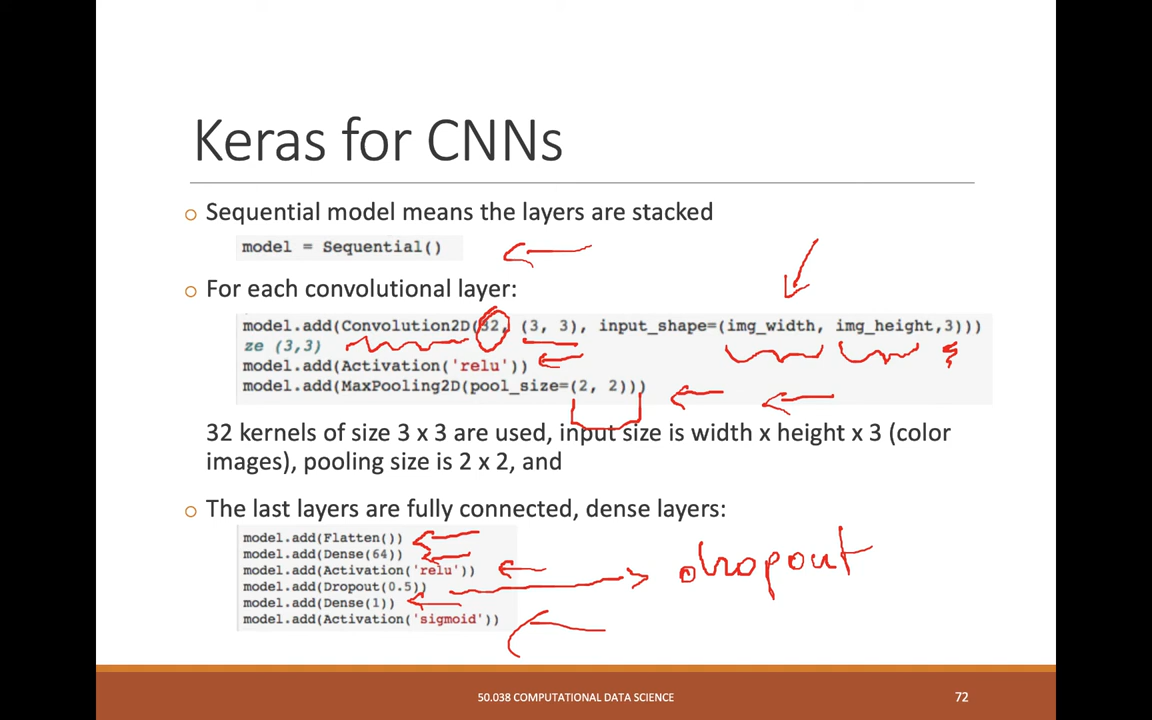 Keras for CNNs
o Sequential model means the layers are stacked
model = Sequential()
o For each convolutional layer:
model.add(Convolution2D(32, (3, 3), input_shape=(img_width, img_height,3)))
ze (3,3)
model.add(Activation('relu'))
model.add(MaxPooling2D(pool_size=(2, 2)))
32 kernels of size 3 x 3 are used, input size is width x height x 3 (color
images), pooling size is 2 x 2, and
o The last layers are fully connected, dense layers:
model.add(Flatten())
model.add(Dense(64))
model.add(Activation('relu'))
model.add(Dropout(0.5))
model.add(Dense(1))
model.add(Activation('sigmoid'))
dropout
50.038 COMPUTATIONAL DATA SCIENCE
72